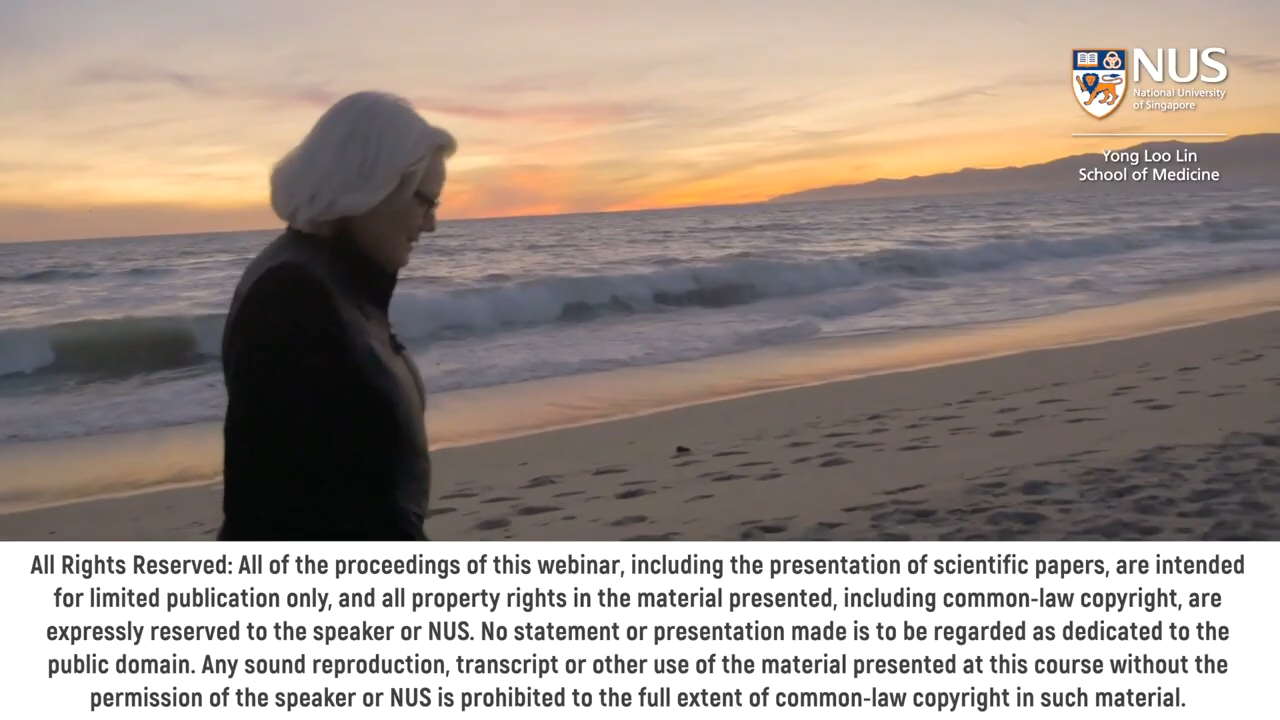 NUS
National University
of Singapore
Yong Loo Lin
School of Medicine
All Rights Reserved: All of the proceedings of this webinar, including the presentation of scientific papers, are intended
for limited publication only, and all property rights in the material presented, including common-law copyright, are
expressly reserved to the speaker or NUS. No statement or presentation made is to be regarded as dedicated to the
public domain. Any sound reproduction, transcript or other use of the material presented at this course without the
permission of the speaker or NUS is prohibited to the full extent of common-law copyright in such material.